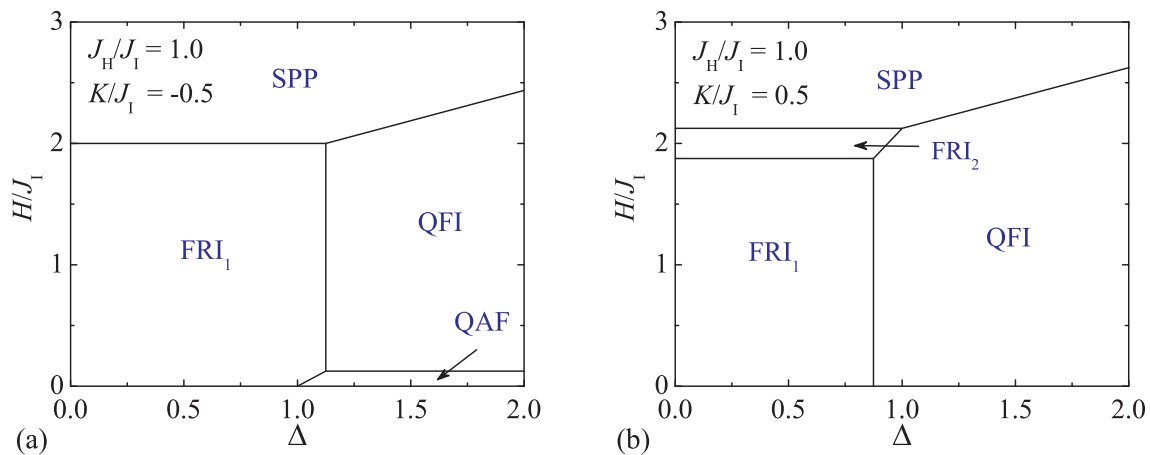 3
J_H/J_I = 1.0
K/J_I = -0.5
SPP
2
H/J_I
QFI
FRI_1
1
QAF
0
0.0 0.5 1.0 1.5 2.0
(a) Δ
3
J_H/J_I = 1.0
K/J_I = 0.5
SPP
2
FRI_2
H/J_I
QFI
FRI_1
1
0
0.0 0.5 1.0 1.5 2.0
(b) Δ